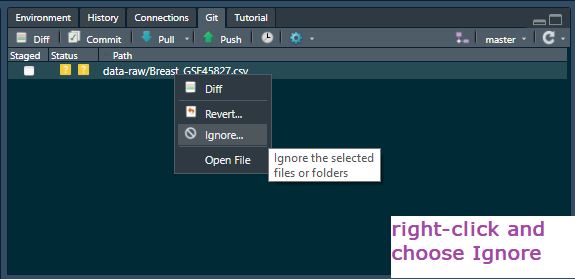 Environment History Connections Git Tutorial
Diff Commit Pull Push master
Staged Status Path
? ? data-raw/Breast_GSE45827.csv
Diff
Revert...
Ignore...
Open File
Ignore the selected
files or folders
right-click and
choose Ignore